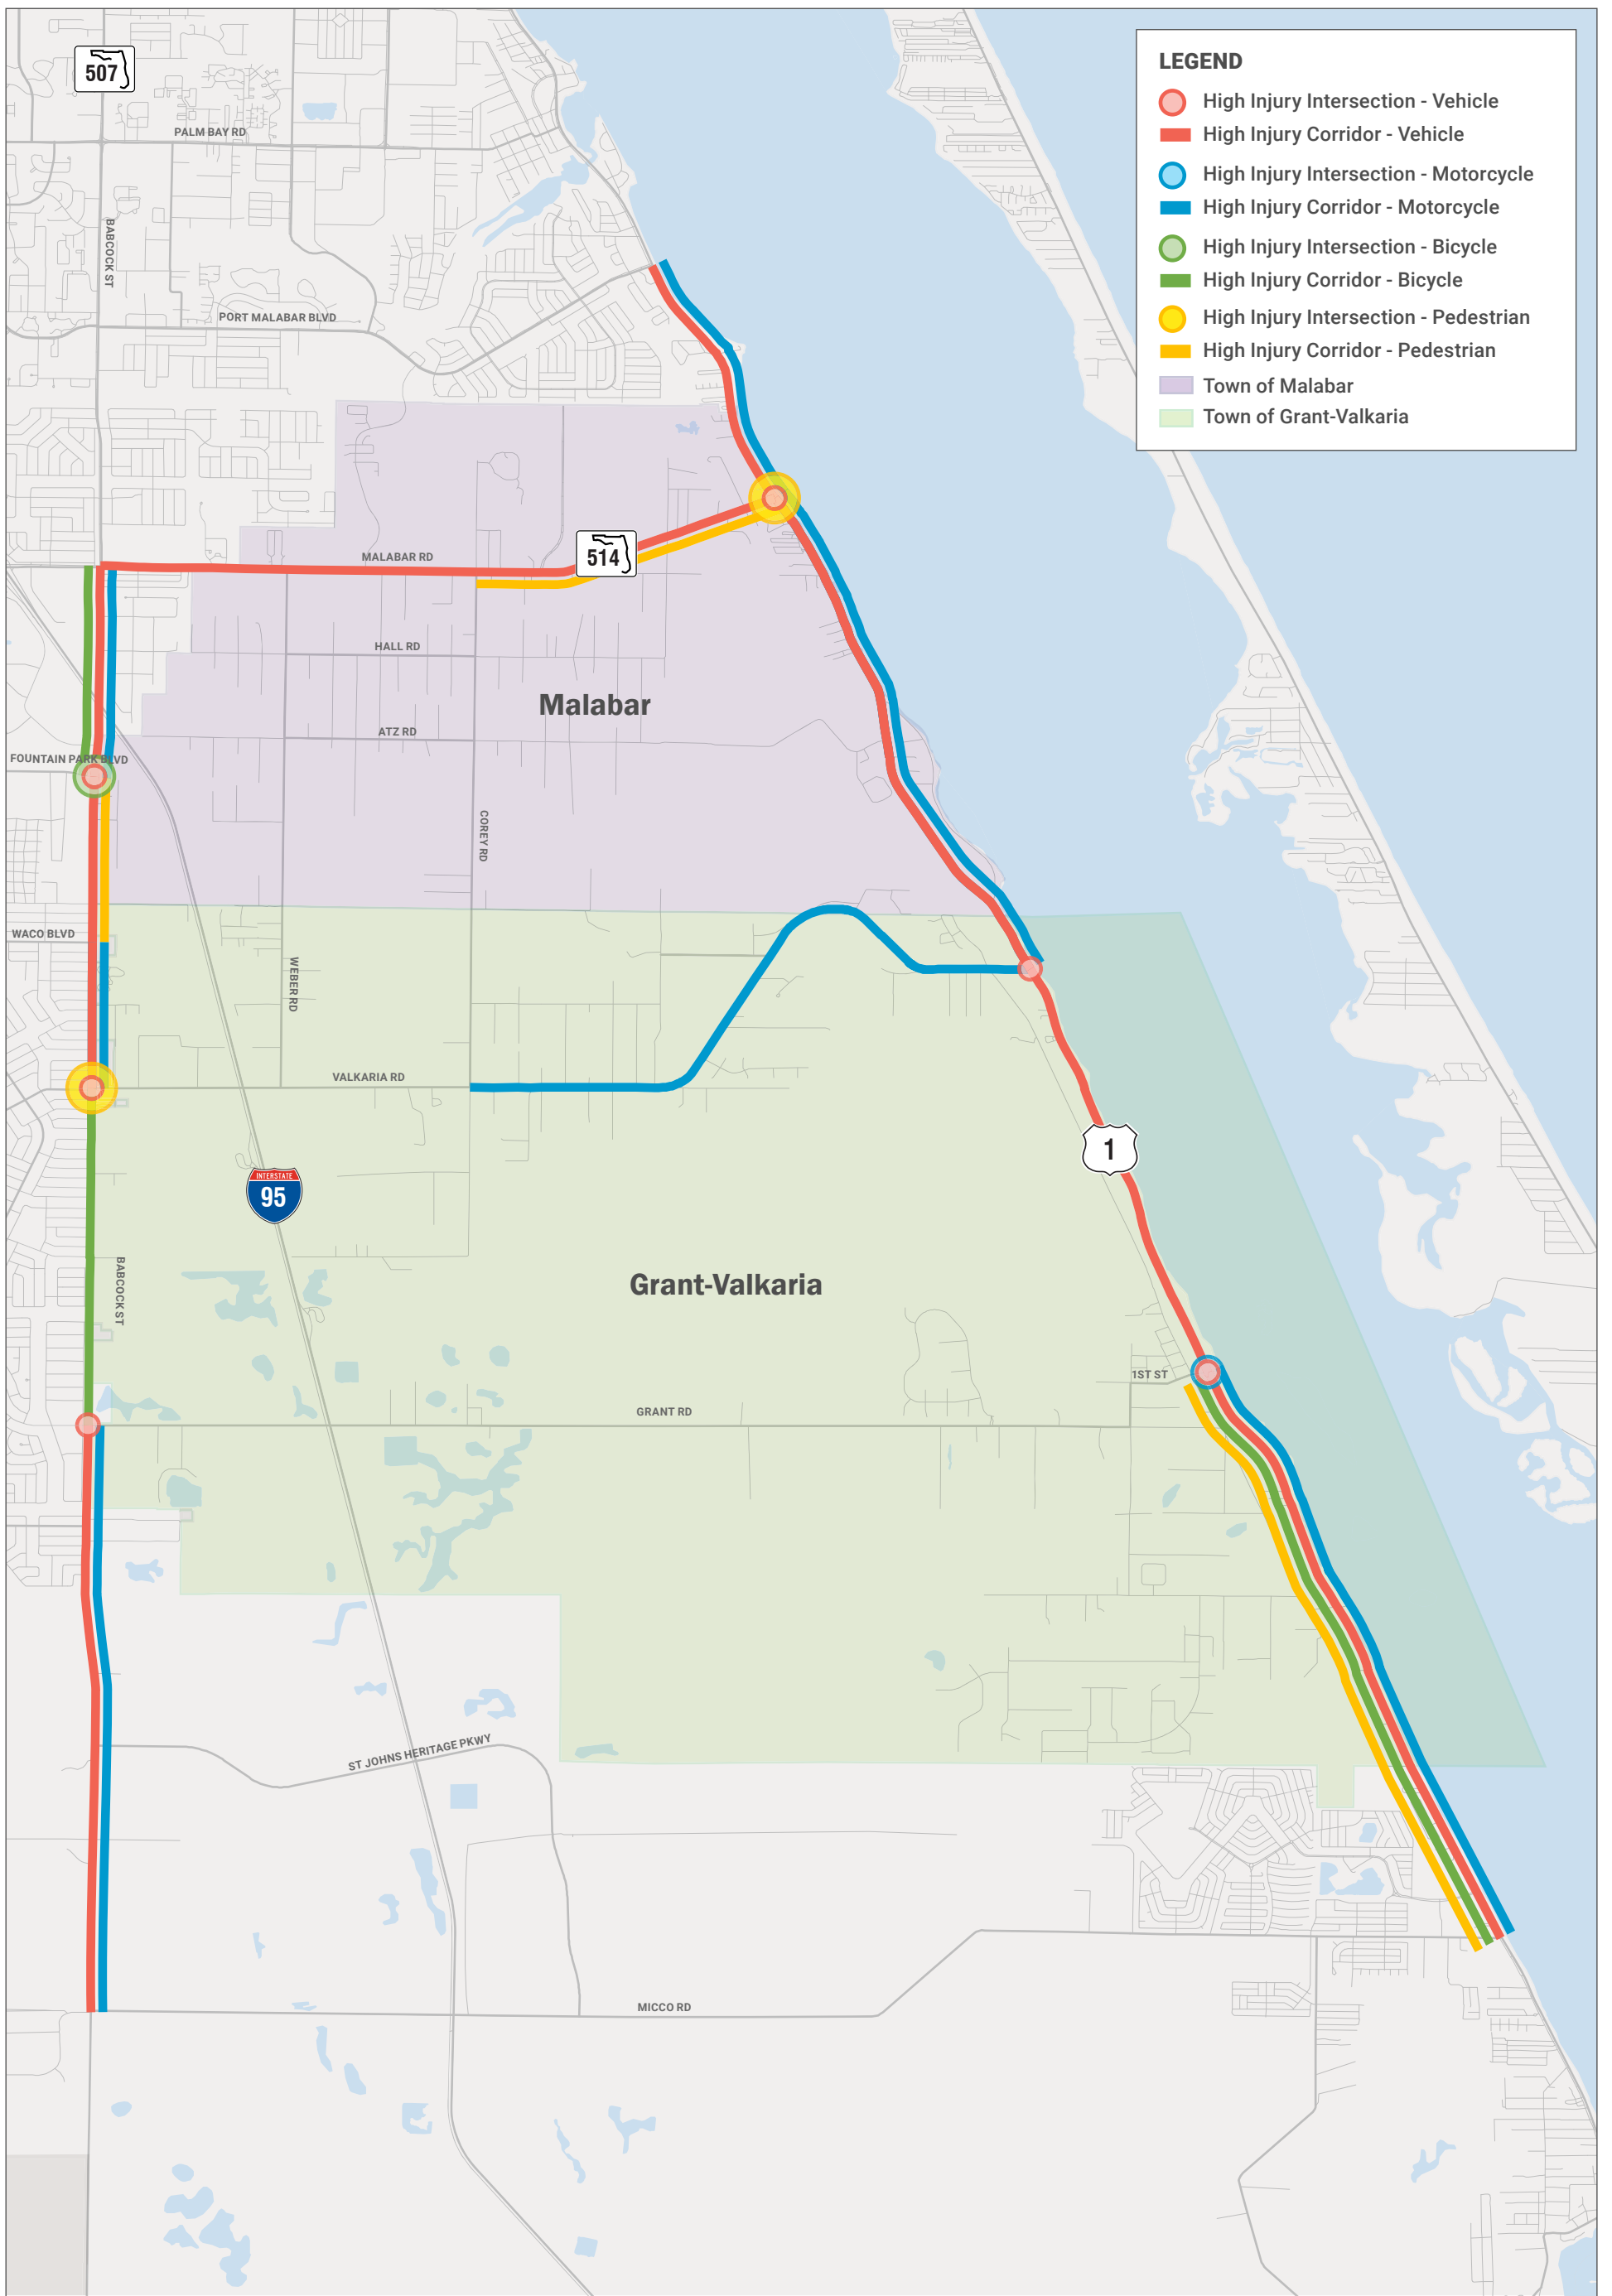 507
LEGEND
High Injury Intersection - Vehicle
High Injury Corridor - Vehicle
High Injury Intersection - Motorcycle
High Injury Corridor - Motorcycle
High Injury Intersection - Bicycle
High Injury Corridor - Bicycle
High Injury Intersection - Pedestrian
High Injury Corridor - Pedestrian
Town of Malabar
Town of Grant-Valkaria
PALM BAY RD
BABCOCK ST
PORT MALABAR BLVD
MALABAR RD
514
HALL RD
Malabar
ATZ RD
FOUNTAIN PARK BLVD
COREY RD
WACO BLVD
WEBER RD
VALKARIA RD
1
INTERSTATE
95
BABCOCK ST
Grant-Valkaria
1ST ST
GRANT RD
ST JOHNS HERITAGE PKWY
MICCO RD